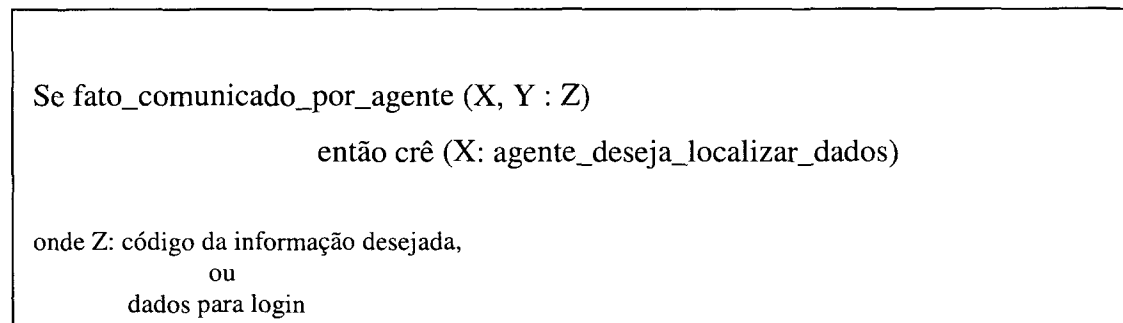 Se fato_comunicado_por_agente (X, Y : Z)
então crê (X: agente_deseja_localizar_dados)
onde Z: código da informação desejada,
ou
dados para login